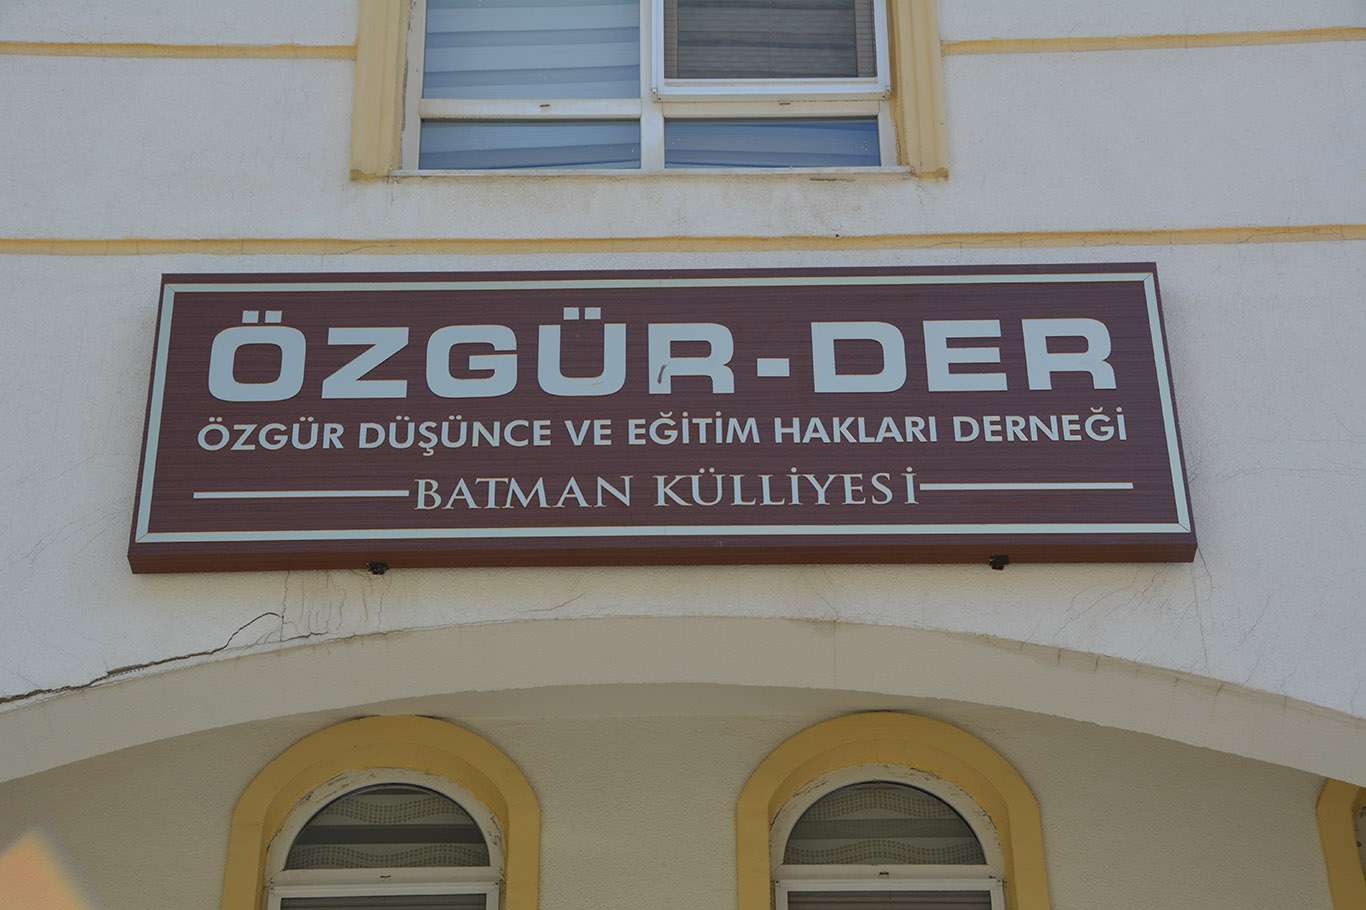 ÖZGÜR-DER
ÖZGÜR DÜŞÜNCE VE EĞİTİM HAKLARI DERNEĞİ
BATMAN KÜLLİYESİ